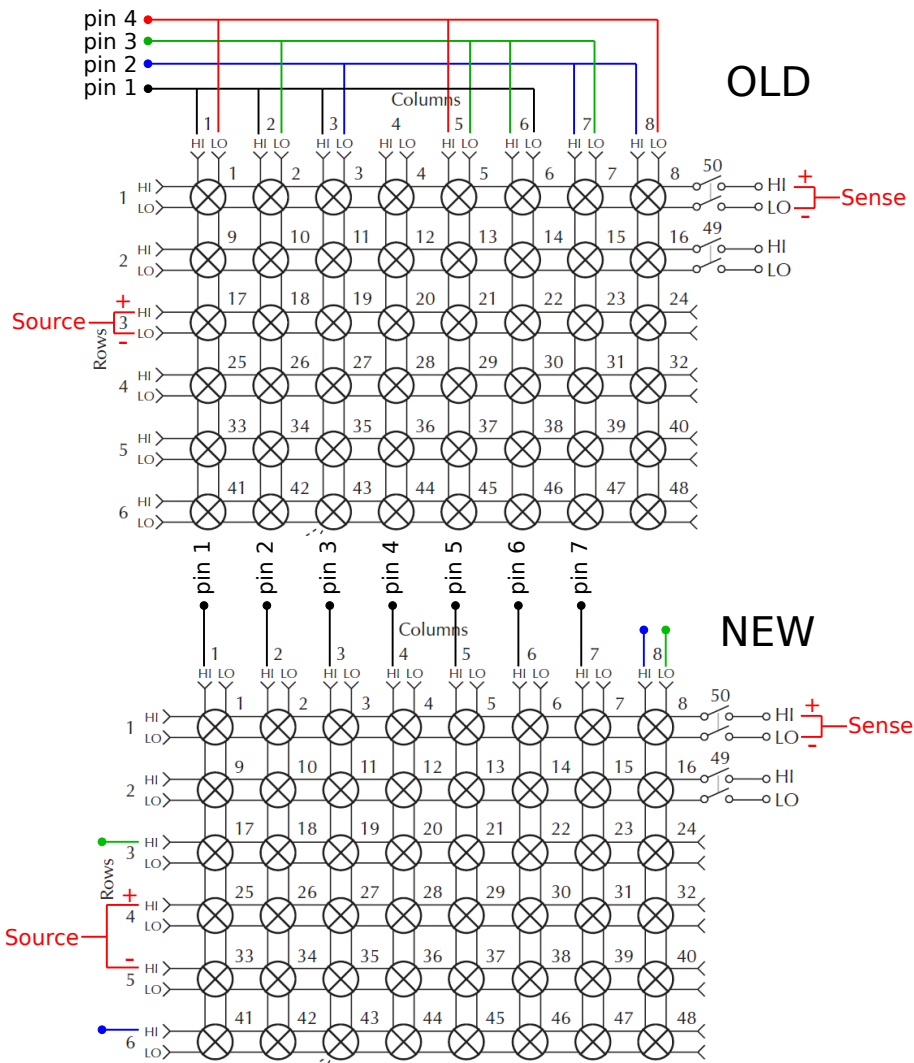 pin 4
pin 3
pin 2
pin 1
OLD
Columns
1 2 3 4 5 6 7 8
HI LO HI LO HI LO HI LO HI LO HI LO HI LO HI LO
1 HI 1 2 3 4 5 6 7 8 50 HI + Sense
LO LO -
2 HI 9 10 11 12 13 14 15 16 49 HI
LO LO
Source + Rows 3 HI 17 18 19 20 21 22 23 24
- LO
4 HI 25 26 27 28 29 30 31 32
LO
5 HI 33 34 35 36 37 38 39 40
LO
6 HI 41 42 43 44 45 46 47 48
LO
pin 1 pin 2 pin 3 pin 4 pin 5 pin 6 pin 7
NEW
Columns
1 2 3 4 5 6 7 8
HI LO HI LO HI LO HI LO HI LO HI LO HI LO HI LO
1 HI 1 2 3 4 5 6 7 8 50 HI + Sense
LO LO -
2 HI 9 10 11 12 13 14 15 16 49 HI
LO LO
Rows 3 HI 17 18 19 20 21 22 23 24
LO
Source + 4 HI 25 26 27 28 29 30 31 32
LO
- 5 HI 33 34 35 36 37 38 39 40
LO
6 HI 41 42 43 44 45 46 47 48
LO